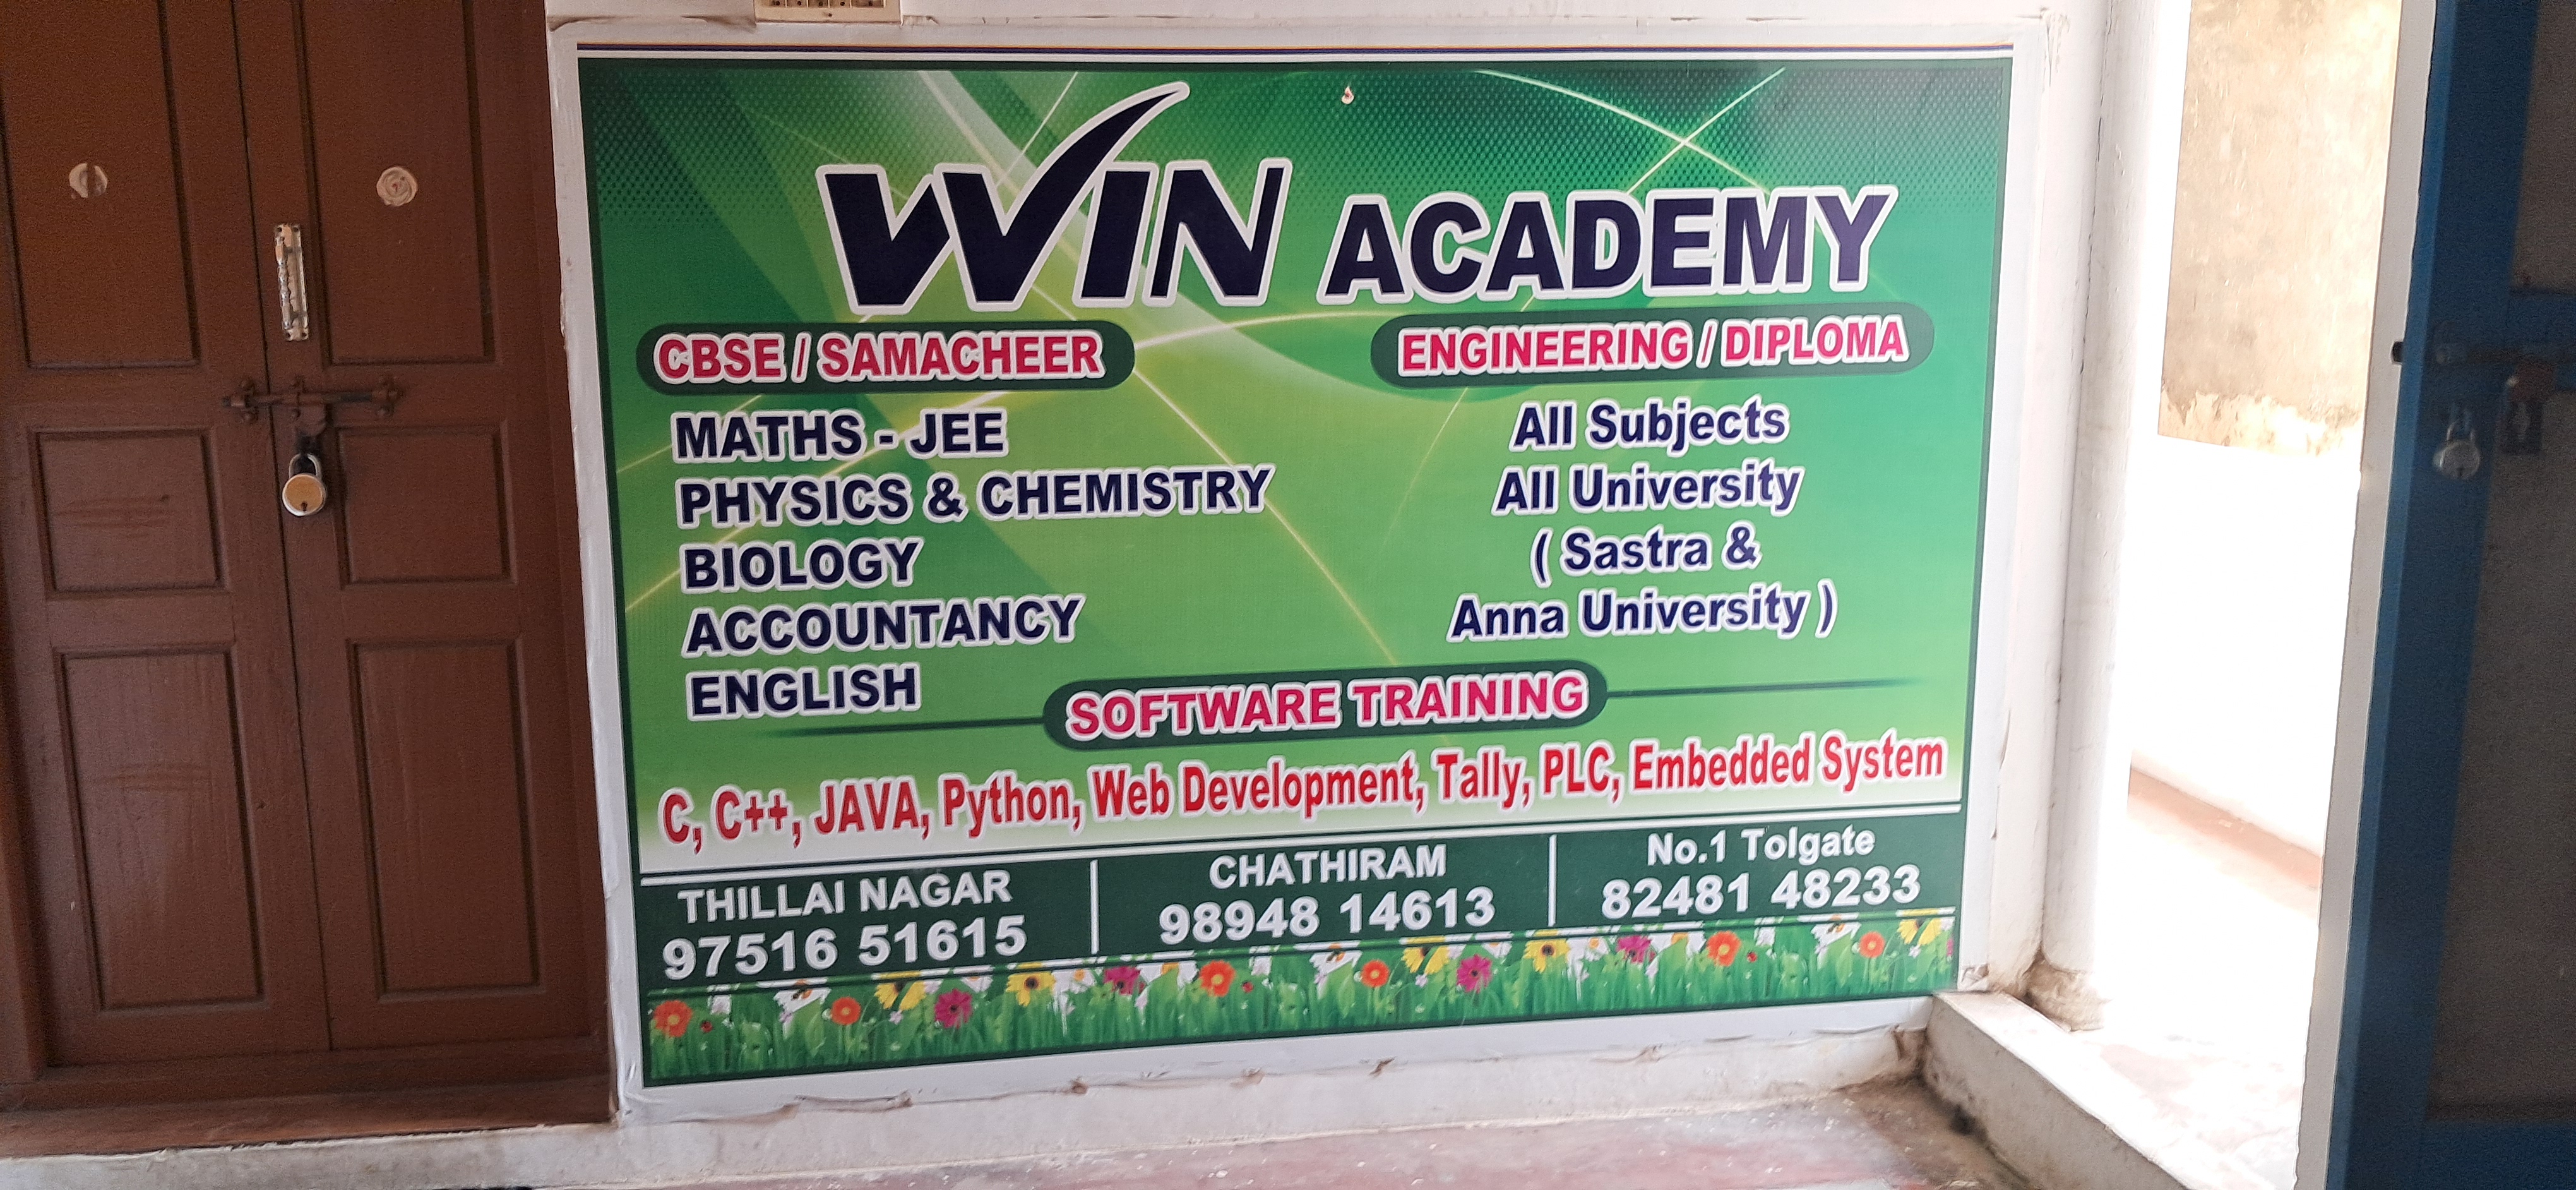 WIN ACADEMY
CBSE / SAMACHEER
MATHS - JEE
PHYSICS & CHEMISTRY
BIOLOGY
ACCOUNTANCY
ENGLISH
ENGINEERING / DIPLOMA
All Subjects
All University
( Sastra &
Anna University )
SOFTWARE TRAINING
C, C++, JAVA, Python, Web Development, Tally, PLC, Embedded System
THILLAI NAGAR
97516 51615
CHATHIRAM
98948 14613
No.1 Tolgate
82481 48233